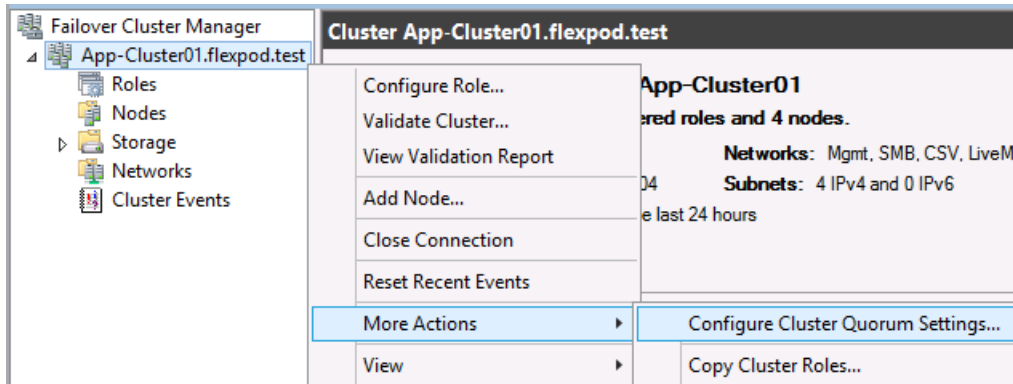 Failover Cluster Manager
App-Cluster01.flexpod.test
Roles
Nodes
Storage
Networks
Cluster Events
Cluster App-Cluster01.flexpod.test
App-Cluster01
ered roles and 4 nodes.
Networks: Mgmt, SMB, CSV, LiveM
04 Subnets: 4 IPv4 and 0 IPv6
e last 24 hours
Configure Role...
Validate Cluster...
View Validation Report
Add Node...
Close Connection
Reset Recent Events
More Actions
View
Configure Cluster Quorum Settings...
Copy Cluster Roles...